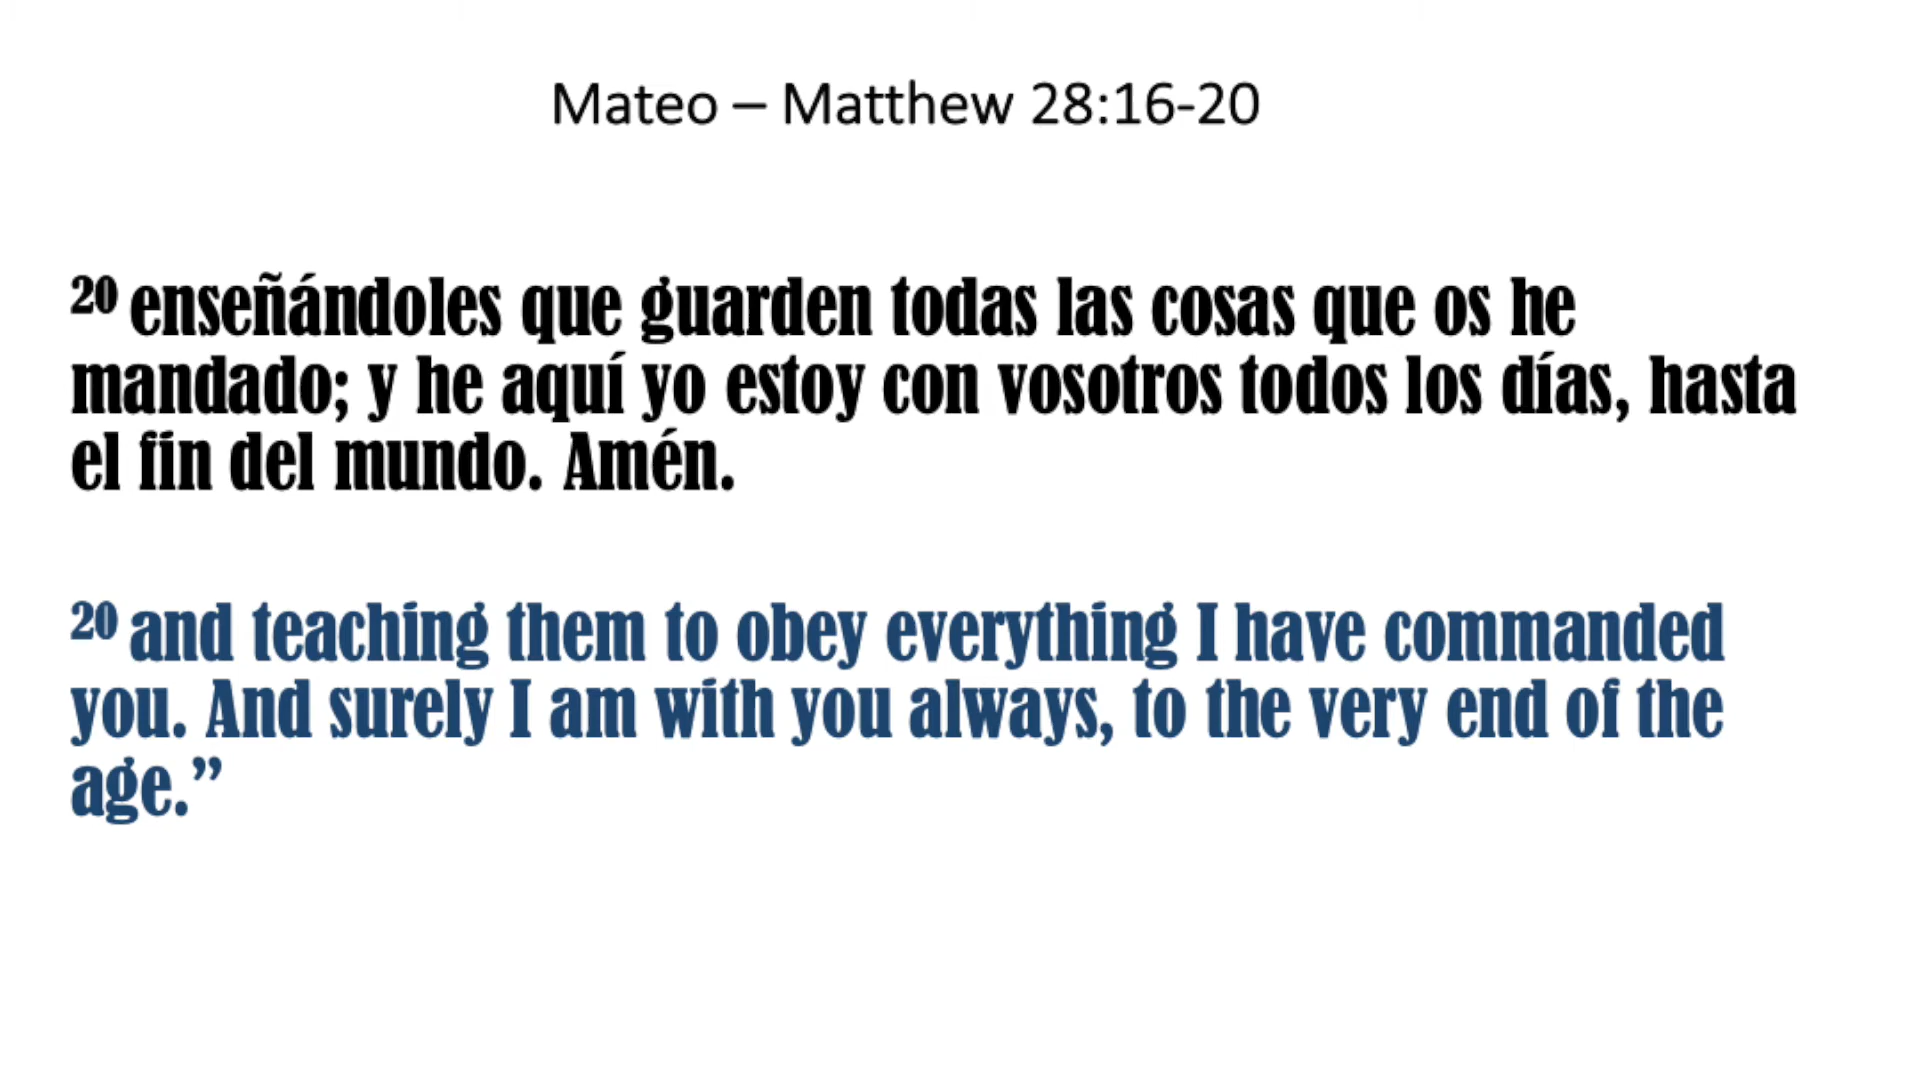 Mateo – Matthew 28:16-20
20 enseñándoles que guarden todas las cosas que os he
mandado; y he aquí yo estoy con vosotros todos los días, hasta
el fin del mundo. Amén.
20 and teaching them to obey everything I have commanded
you. And surely I am with you always, to the very end of the
age.”